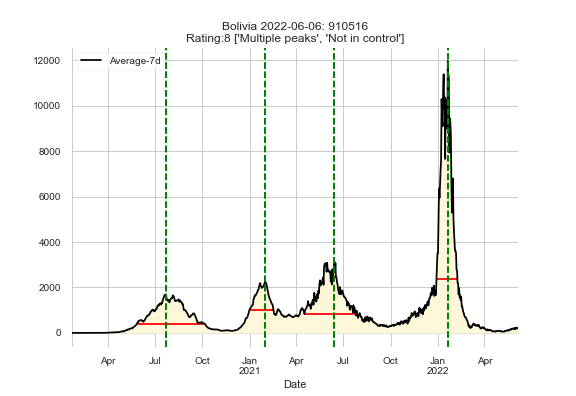 Bolivia 2022-06-06: 910516
Rating:8 ['Multiple peaks', 'Not in control']
Average-7d
12000
10000
8000
6000
4000
2000
0
Apr Jul Oct Jan Apr Jul Oct Jan Apr
2021 2022
Date